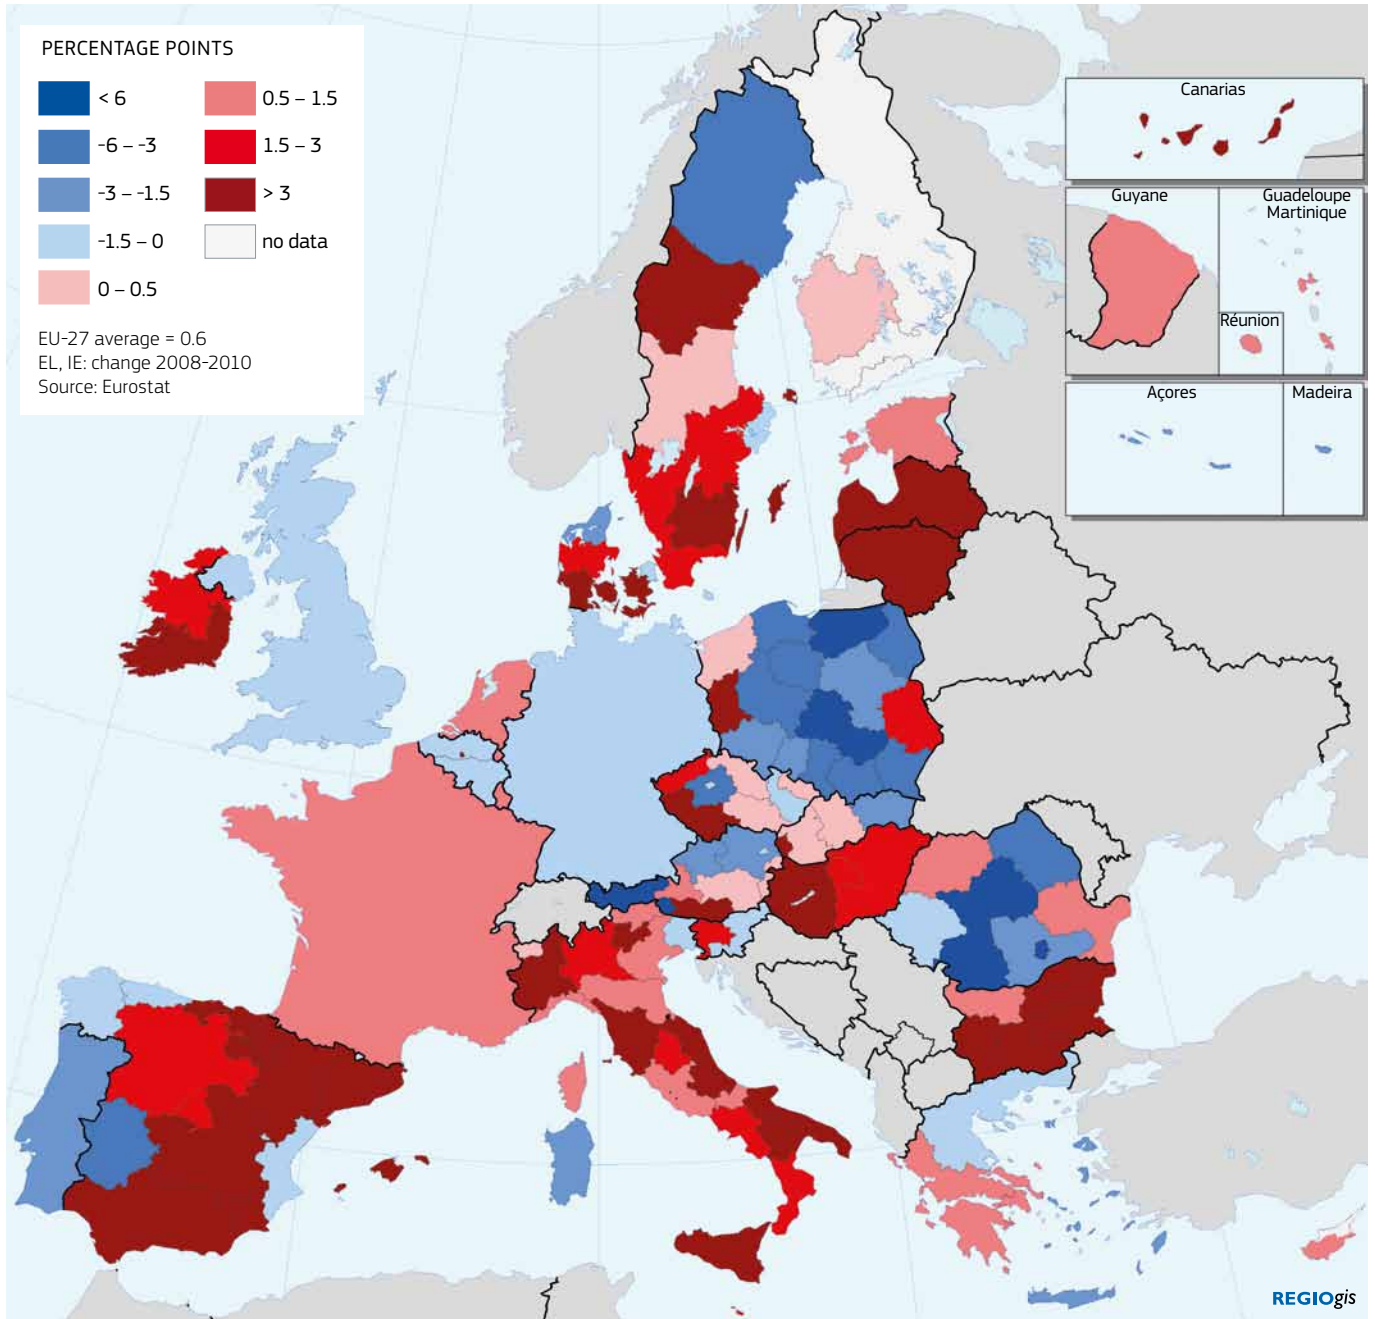 PERCENTAGE POINTS
< 6
-6 – -3
-3 – -1.5
-1.5 – 0
0 – 0.5
0.5 – 1.5
1.5 – 3
> 3
no data
EU-27 average = 0.6
EL, IE: change 2008-2010
Source: Eurostat
Canarias
Guyane
Guadeloupe
Martinique
Réunion
Açores
Madeira
REGIOgis